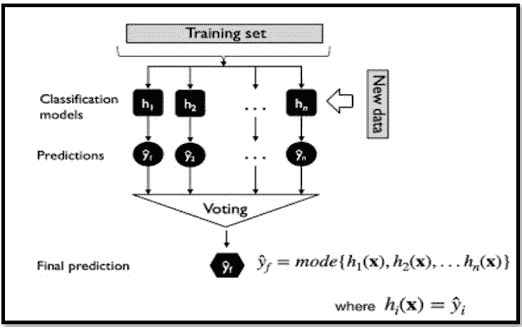 Training set
Classification models
h₁ h₂ ... hₙ
New data
Predictions
ŷ₁ ŷ₂ ... ŷₙ
Voting
Final prediction
ŷf ŷf = mode{h₁(x), h₂(x), . . . hₙ(x)}
where hᵢ(x) = ŷᵢ